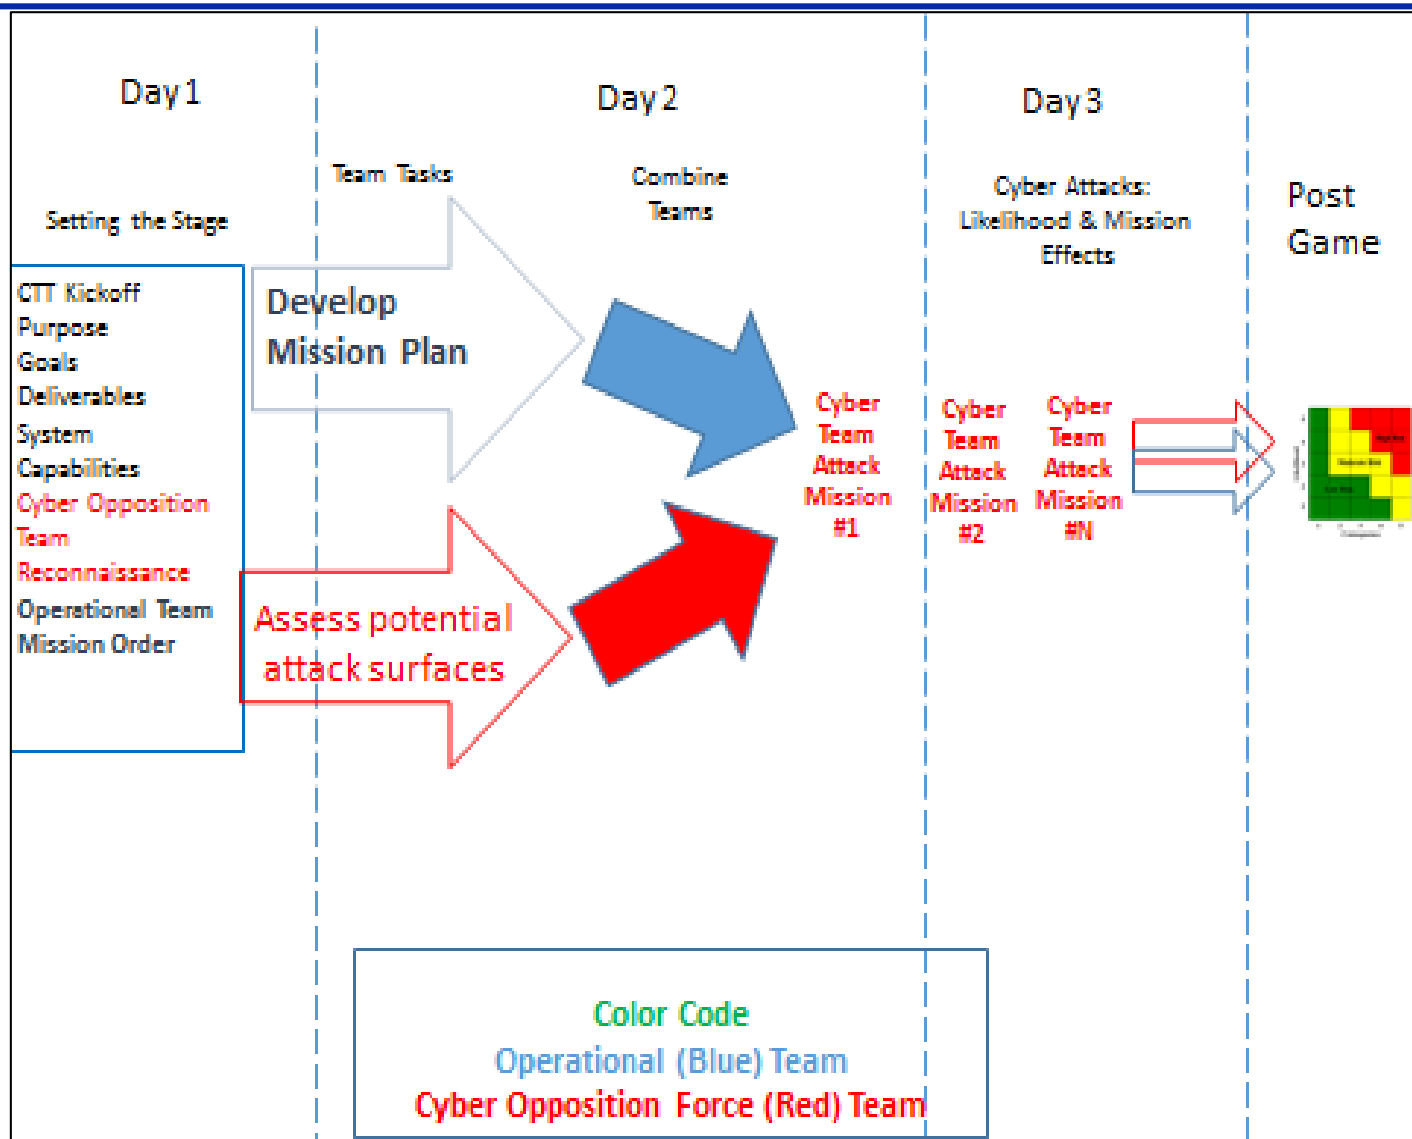 Day 1
Day 2
Day 3
Post
Game
Setting the Stage
Team Tasks
Combine
Teams
Cyber Attacks:
Likelihood & Mission
Effects
CTT Kickoff
Purpose
Goals
Deliverables
System
Capabilities
Cyber Opposition
Team
Reconnaissance
Operational Team
Mission Order
Develop
Mission Plan
Assess potential
attack surfaces
Cyber
Team
Attack
Mission
#1
Cyber
Team
Attack
Mission
#2
Cyber
Team
Attack
Mission
#N
Color Code
Operational (Blue) Team
Cyber Opposition Force (Red) Team